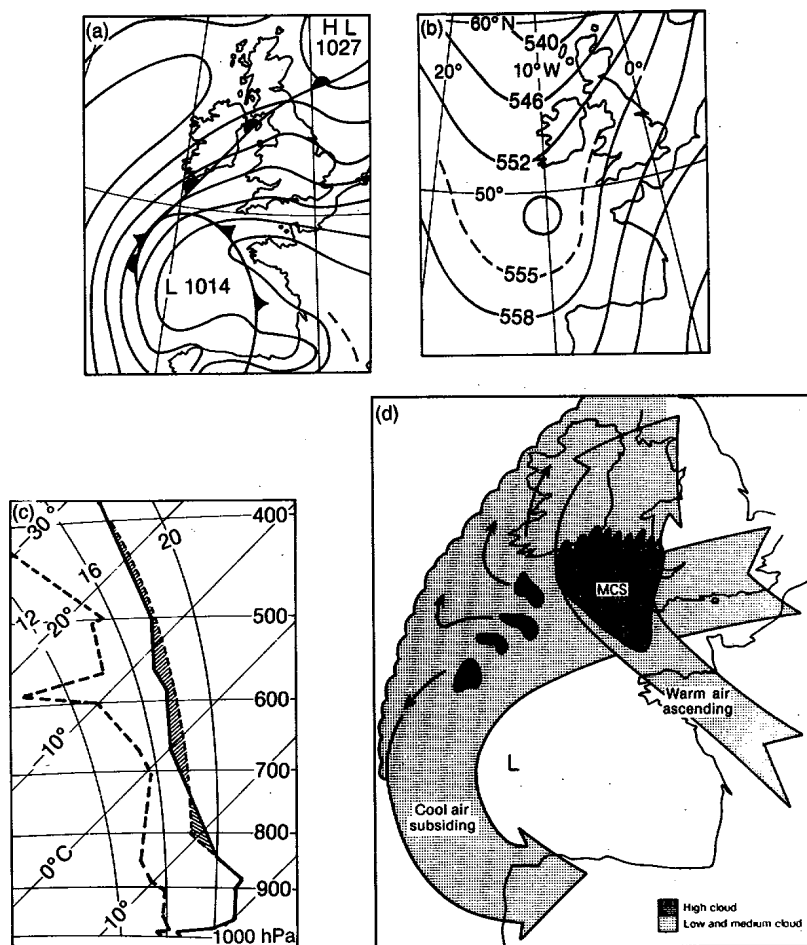 (a)
H L
1027
L 1014
(b)
60°N
540
20°
10°W
0°
546
552
50°
555
558
(c)
400
-30°
20
16
12
-20°
500
600
-10°
700
800
0°C
900
-10°
1000 hPa
(d)
MCS
Warm air
ascending
L
Cool air
subsiding
High cloud
Low and medium cloud